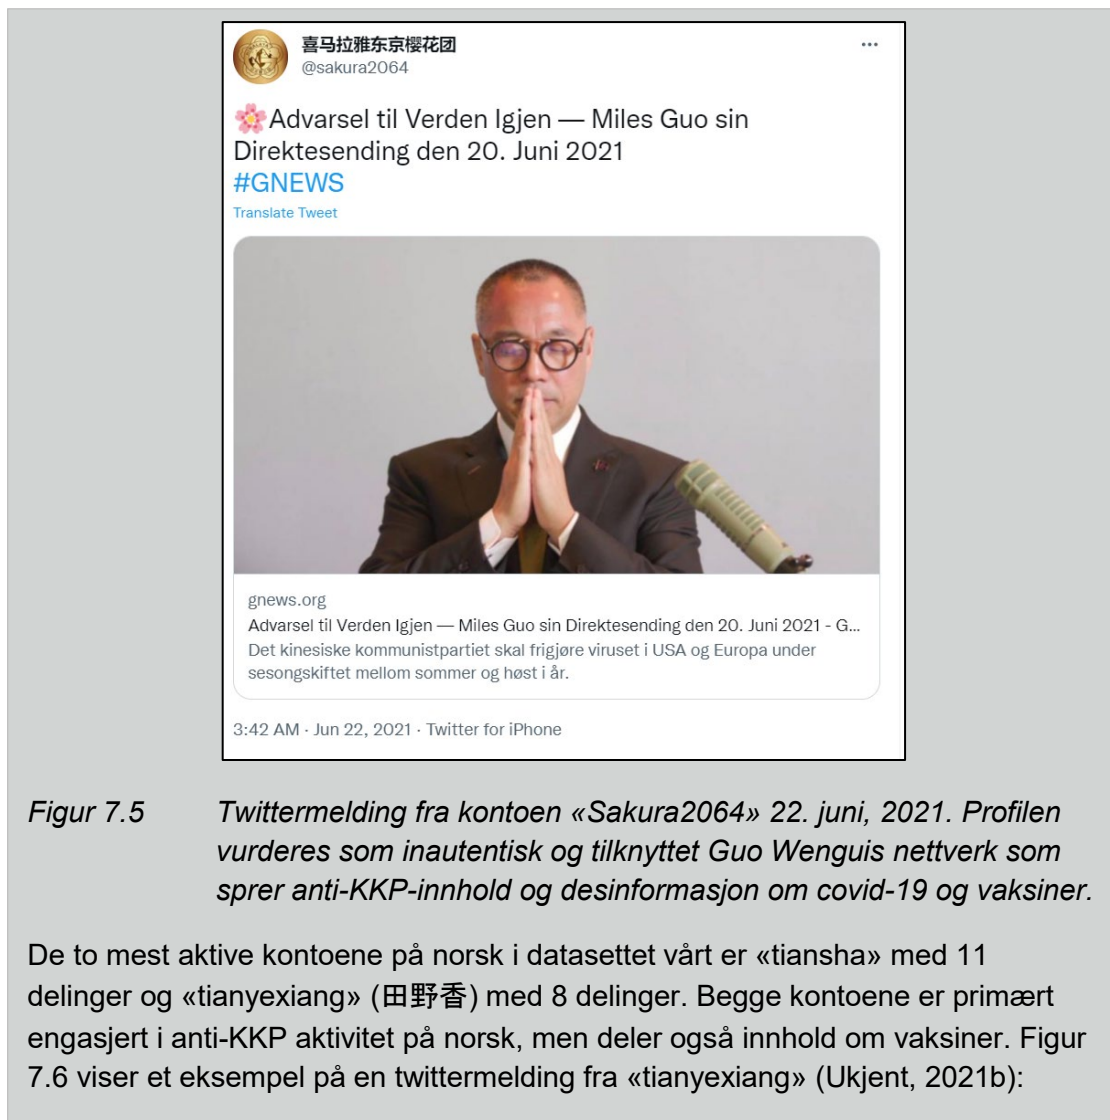 喜马拉雅东京樱花团
@sakura2064
🌸Advarsel til Verden Igjen — Miles Guo sin
Direktesending den 20. Juni 2021
#GNEWS
Translate Tweet
gnews.org
Advarsel til Verden Igjen — Miles Guo sin Direktesending den 20. Juni 2021 - G...
Det kinesiske kommunistpartiet skal frigjøre viruset i USA og Europa under
sesongskiftet mellom sommer og høst i år.
3:42 AM · Jun 22, 2021 · Twitter for iPhone
Figur 7.5 Twittermelding fra kontoen «Sakura2064» 22. juni, 2021. Profilen
vurderes som inautentisk og tilknyttet Guo Wenguis nettverk som
sprer anti-KKP-innhold og desinformasjon om covid-19 og vaksiner.
De to mest aktive kontoene på norsk i datasettet vårt er «tiansha» med 11
delinger og «tianyexiang» (田野香) med 8 delinger. Begge kontoene er primært
engasjert i anti-KKP aktivitet på norsk, men deler også innhold om vaksiner. Figur
7.6 viser et eksempel på en twittermelding fra «tianyexiang» (Ukjent, 2021b):